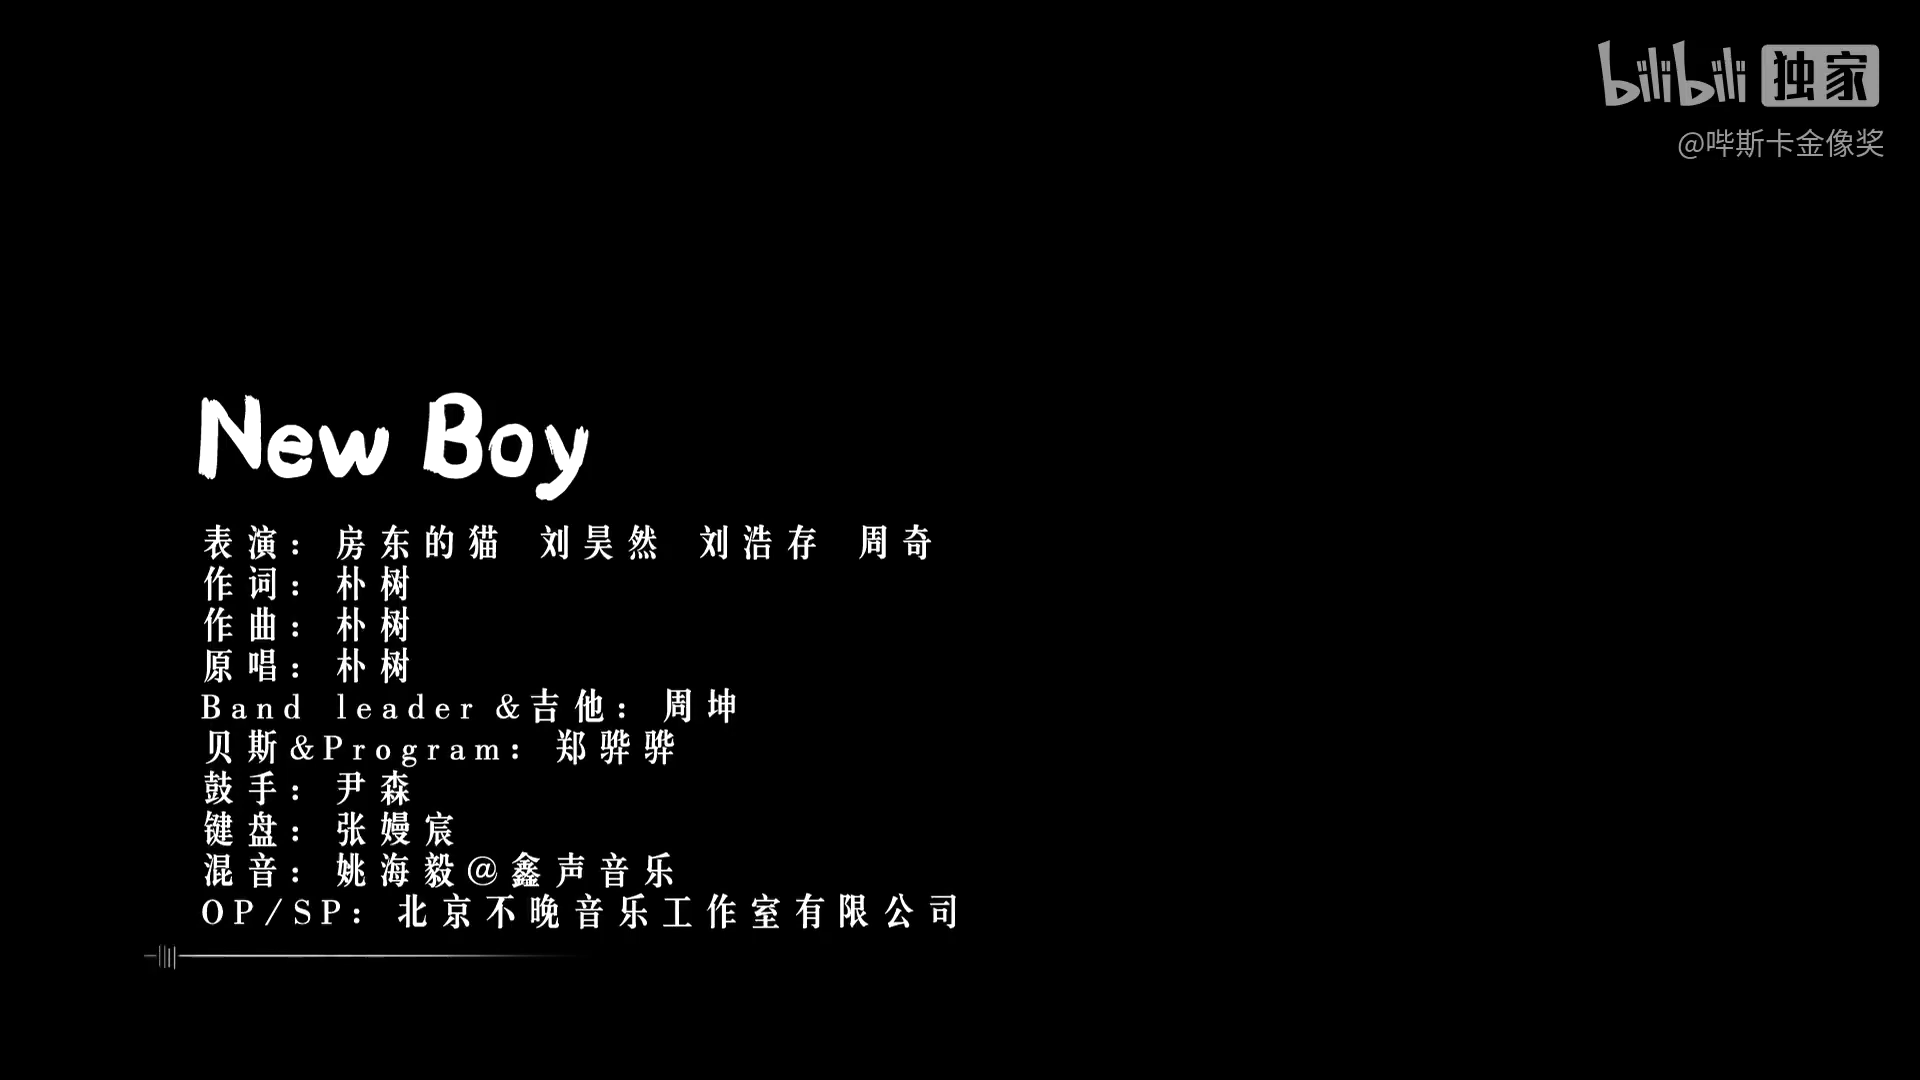 bilibili 独家
@哔斯卡金像奖
New Boy
表演： 房东的猫 刘昊然 刘浩存 周奇
作词： 朴树
作曲： 朴树
原唱： 朴树
Band leader &吉他： 周坤
贝斯&Program： 郑骅骅
鼓手： 尹森
键盘： 张嫚宸
混音： 姚海毅@鑫声音乐
OP/SP： 北京不晚音乐工作室有限公司